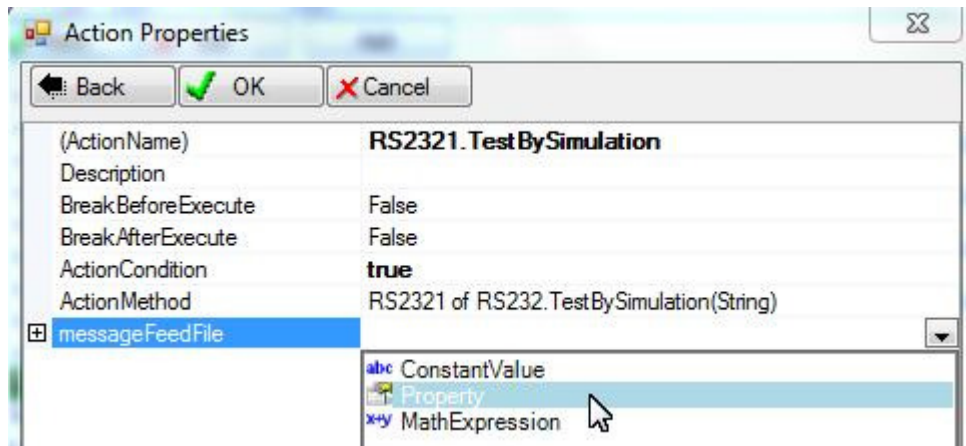 Action Properties
Back OK Cancel
(ActionName) RS2321.TestBySimulation
Description
BreakBeforeExecute False
BreakAfterExecute False
ActionCondition true
ActionMethod RS2321 of RS232.TestBySimulation(String)
messageFeedFile
abc ConstantValue
Property
x+y MathExpression